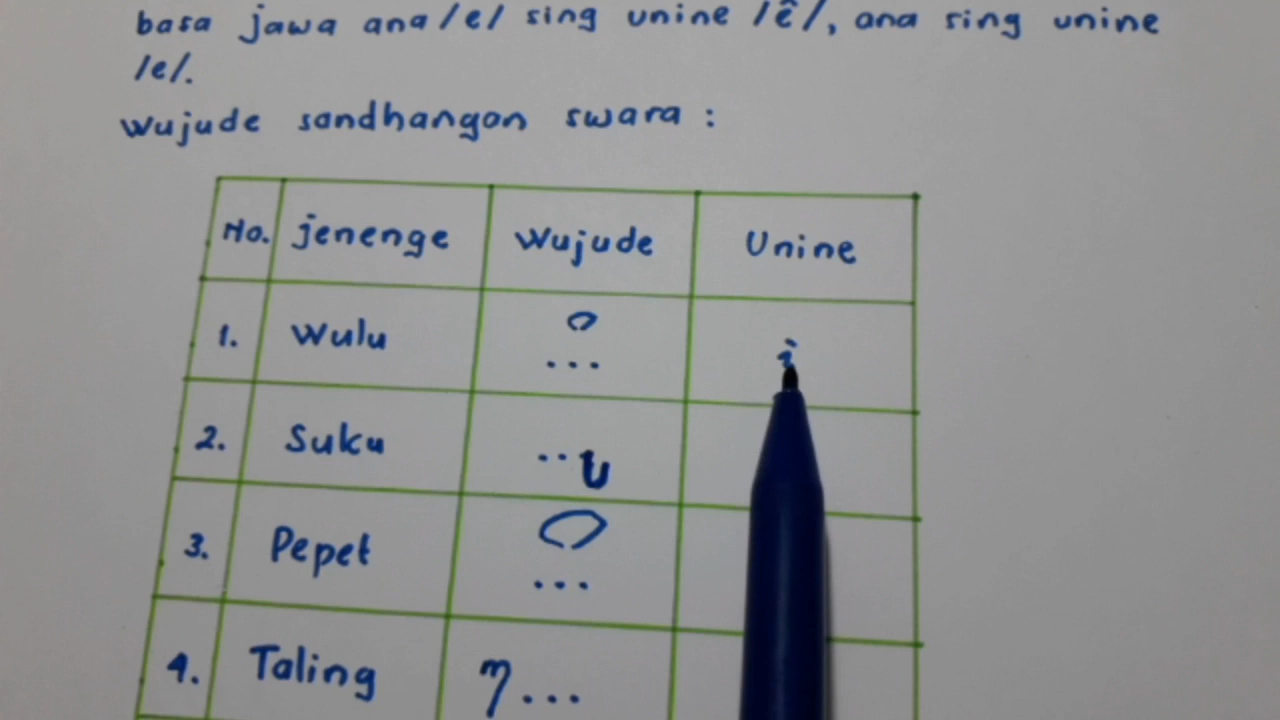 basa jawa ana /e/ sing unine /ê/, ana sing unine
/e/.
Wujude sandhangan swara :
No. jenenge Wujude Unine
1. Wulu ... i
2. Suku ..
3. Pepet ...
4. Taling ...